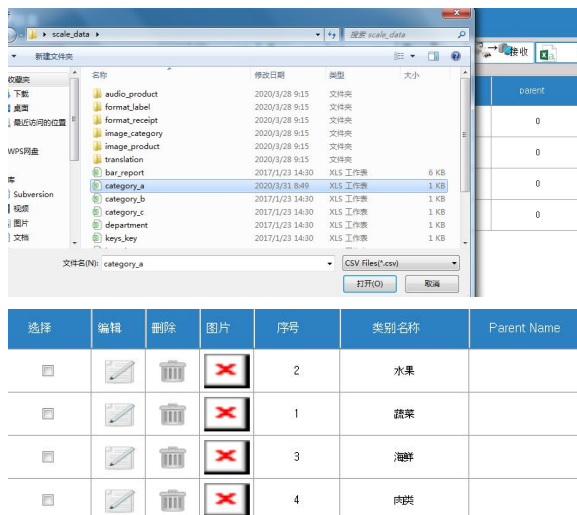 scale_data
搜索 scale_data
新建文件夹
接收
收藏夹
下载
桌面
最近访问的位置
WPS网盘
库
Subversion
视频
图片
文档
名称 修改日期 类型 大小
audio_product 2020/3/28 9:15 文件夹
format_label 2020/3/28 9:15 文件夹
format_receipt 2020/3/28 9:15 文件夹
image_category 2020/3/28 9:15 文件夹
image_product 2020/3/28 9:15 文件夹
translation 2020/3/28 9:15 文件夹
bar_report 2017/1/23 14:30 XLS 工作表 6 KB
category_a 2020/3/31 8:49 XLS 工作表 1 KB
category_b 2017/1/23 14:30 XLS 工作表 1 KB
category_c 2017/1/23 14:30 XLS 工作表 1 KB
department 2017/1/23 14:30 XLS 工作表 1 KB
keys_key 2017/1/23 14:30 XLS 工作表 1 KB
文件名(N): category_a CSV Files(*.csv)
打开(O) 取消
parent
0
0
0
0
选择 编辑 删除 图片 序号 类别名称 Parent Name
2 水果
1 蔬菜
3 海鲜
4 肉类